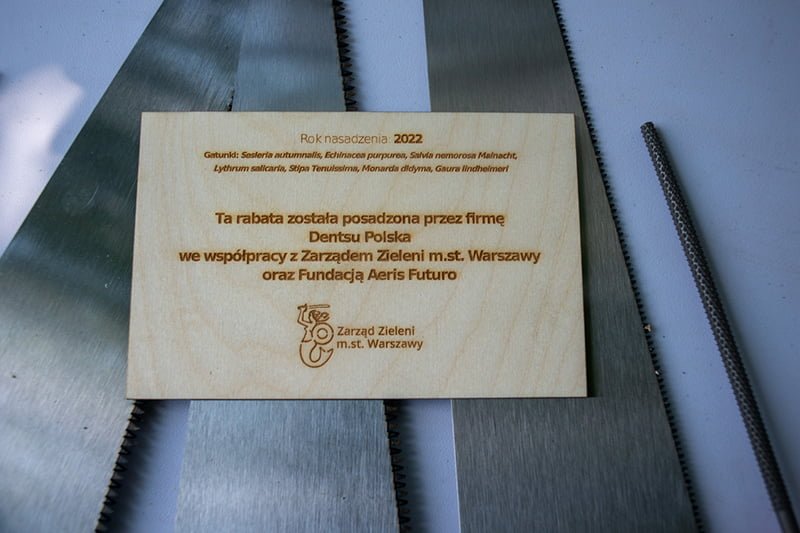 Rok nasadzenia: 2022
Gatunki: Sesleria autumnalis, Echinacea purpurea, Salvia nemorosa Mainacht,
Lythrum salicaria, Stipa Tenuissima, Monarda didyma, Gaura lindheimeri
Ta rabata została posadzona przez firmę
Dentsu Polska
we współpracy z Zarządem Zieleni m.st. Warszawy
oraz Fundacją Aeris Futuro
Zarząd Zieleni
m.st. Warszawy